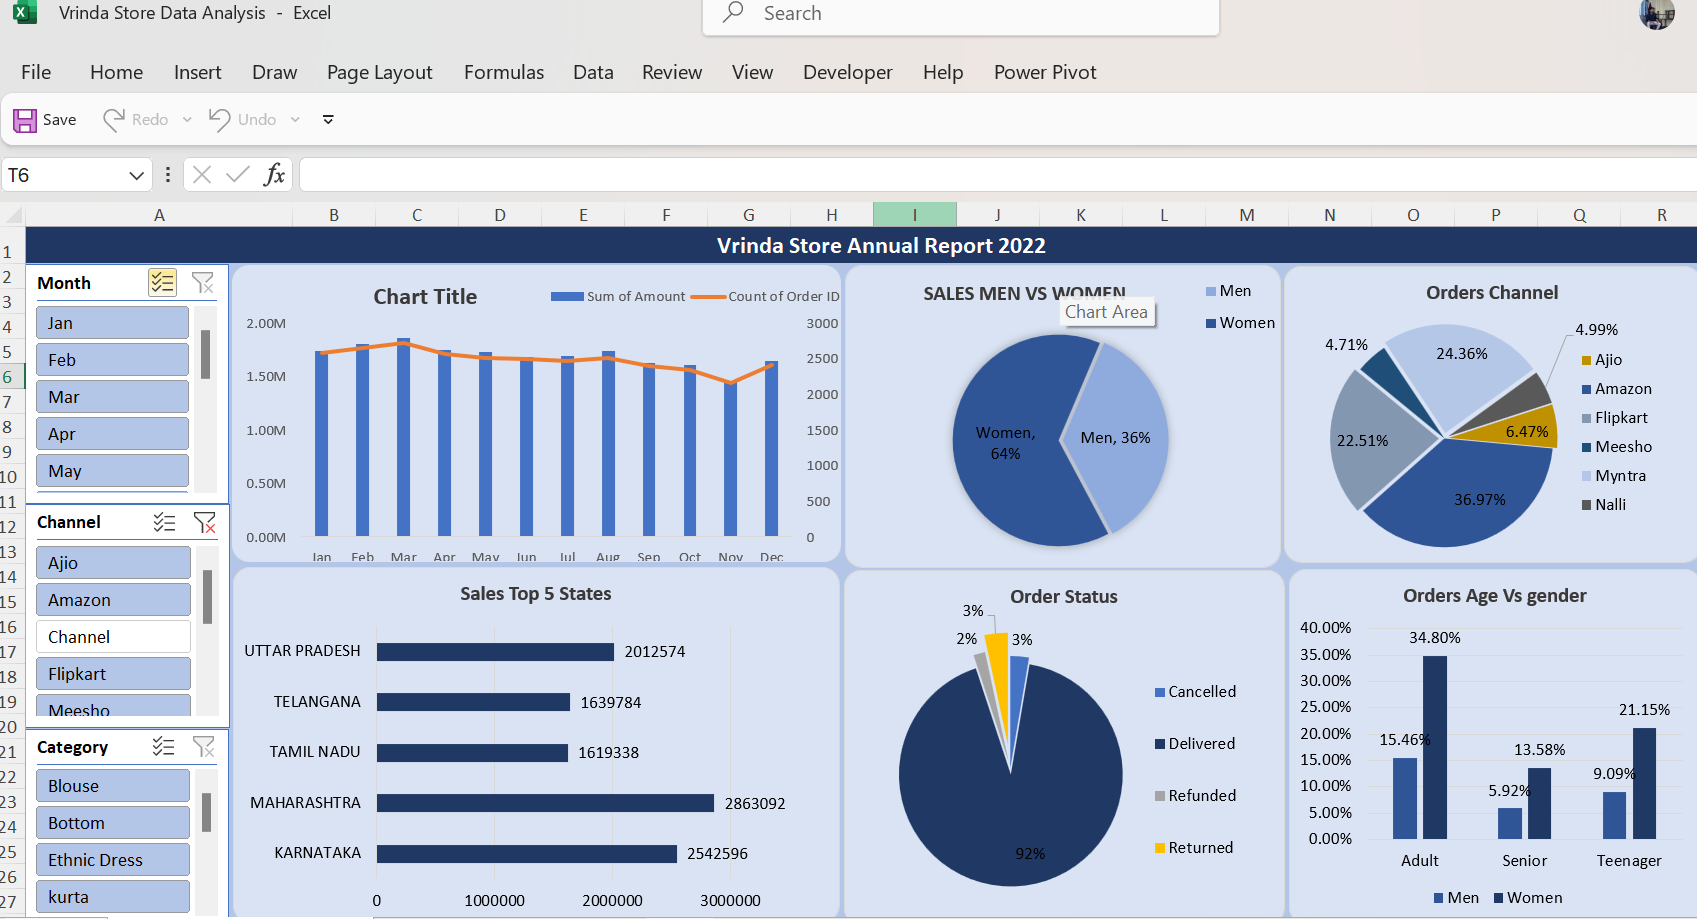 Vrinda Store Data Analysis - Excel
Search
File Home Insert Draw Page Layout Formulas Data Review View Developer Help Power Pivot
Save Redo Undo
T6 fx
A B C D E F G H I J K L M N O P Q R
1
2
3
4
5
6
7
8
9
10
11
12
13
14
15
16
17
18
19
20
21
22
23
24
25
26
27
Vrinda Store Annual Report 2022
Month
Jan
Feb
Mar
Apr
May
Channel
Ajio
Amazon
Channel
Flipkart
Meesho
Category
Blouse
Bottom
Ethnic Dress
kurta
Chart Title
Sum of Amount Count of Order ID
2.00M
1.50M
1.00M
0.50M
0.00M
3000
2500
2000
1500
1000
500
0
Jan Feb Mar Apr May Jun Jul Aug Sep Oct Nov Dec
SALES MEN VS WOMEN
Chart Area
Men
Women
Women,
64%
Men, 36%
Orders Channel
4.99%
4.71%
24.36%
22.51%
6.47%
36.97%
Ajio
Amazon
Flipkart
Meesho
Myntra
Nalli
Sales Top 5 States
UTTAR PRADESH 2012574
TELANGANA 1639784
TAMIL NADU 1619338
MAHARASHTRA 2863092
KARNATAKA 2542596
0 1000000 2000000 3000000
Order Status
3%
2%
3%
92%
Cancelled
Delivered
Refunded
Returned
Orders Age Vs gender
40.00%
35.00%
30.00%
25.00%
20.00%
15.00%
10.00%
5.00%
0.00%
34.80%
15.46%
13.58%
5.92%
21.15%
9.09%
Adult Senior Teenager
Men Women